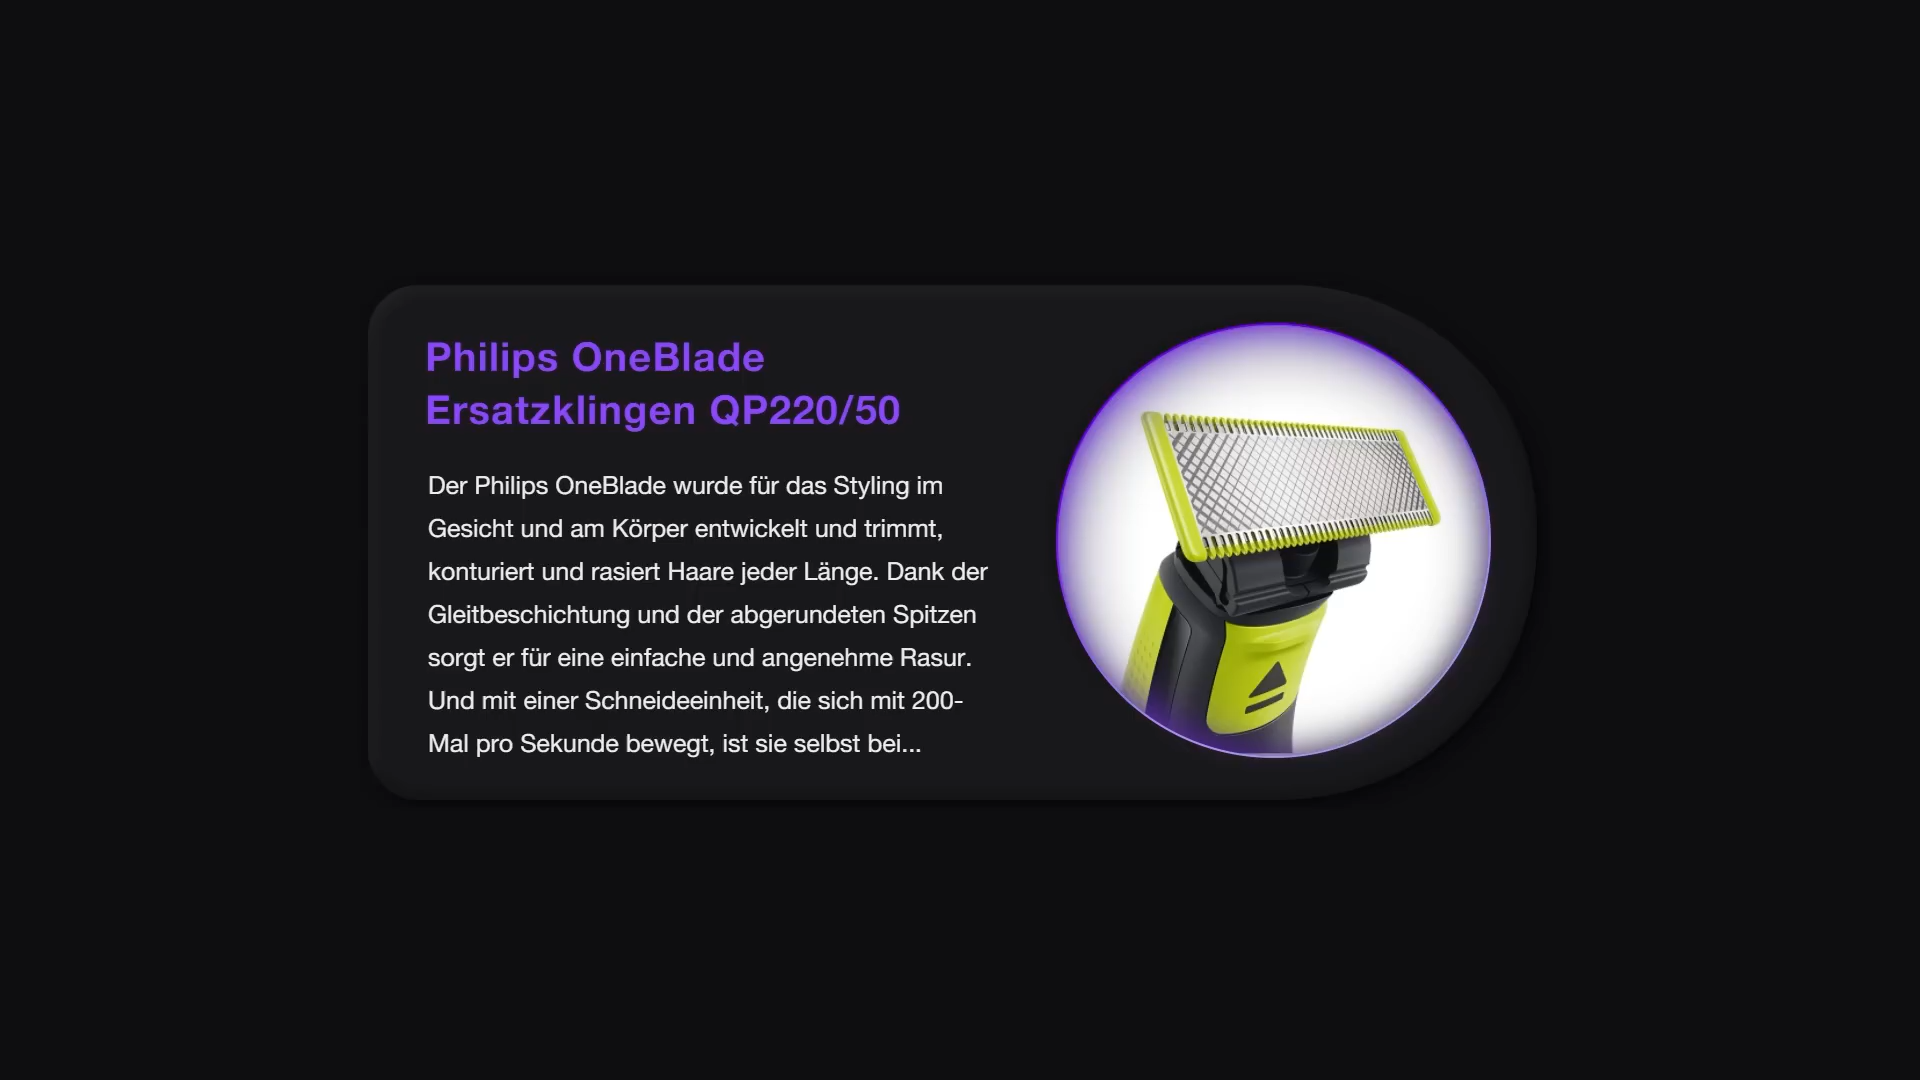 Philips OneBlade
Ersatzklingen QP220/50
Der Philips OneBlade wurde für das Styling im
Gesicht und am Körper entwickelt und trimmt,
konturiert und rasiert Haare jeder Länge. Dank der
Gleitbeschichtung und der abgerundeten Spitzen
sorgt er für eine einfache und angenehme Rasur.
Und mit einer Schneideeinheit, die sich mit 200-
Mal pro Sekunde bewegt, ist sie selbst bei...